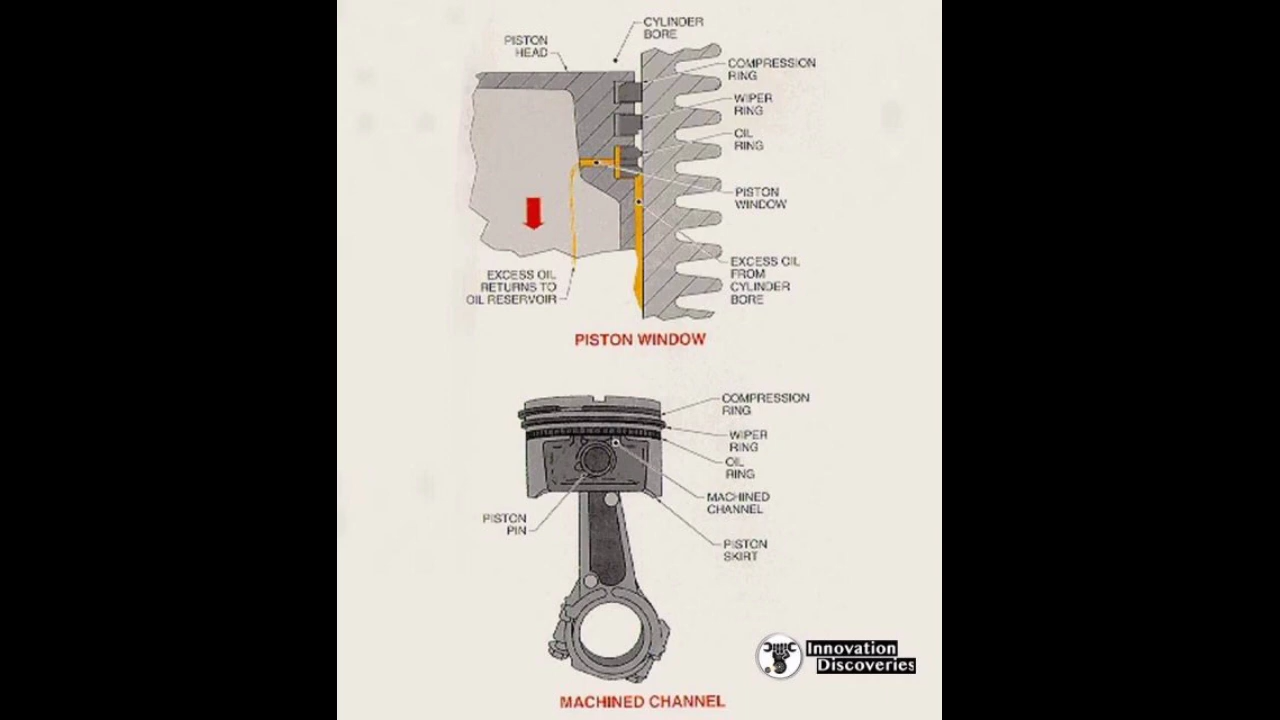 CYLINDER
BORE
PISTON
HEAD
COMPRESSION
RING
WIPER
RING
OIL
RING
PISTON
WINDOW
EXCESS OIL
FROM
CYLINDER
BORE
EXCESS OIL
RETURNS TO
OIL RESERVOIR
PISTON WINDOW
COMPRESSION
RING
WIPER
RING
OIL
RING
MACHINED
CHANNEL
PISTON
PIN
PISTON
SKIRT
Innovation
Discoveries
MACHINED CHANNEL